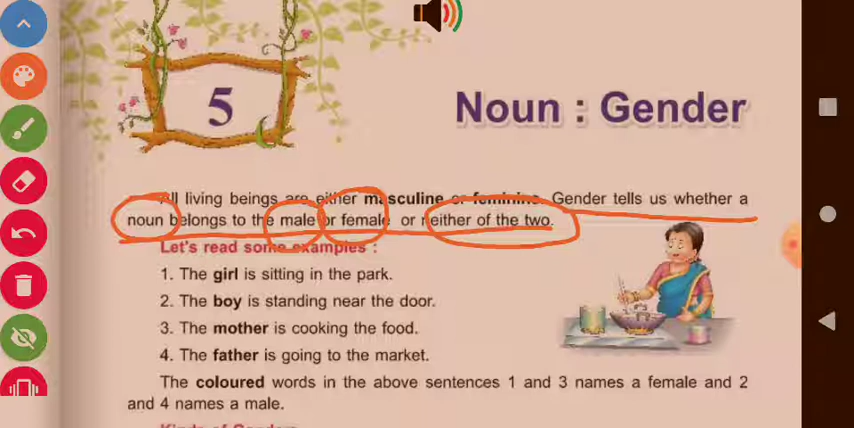 5
Noun : Gender
All living beings are either masculine or feminine. Gender tells us whether a
noun belongs to the male or female or neither of the two.
Let's read some examples :
1. The girl is sitting in the park.
2. The boy is standing near the door.
3. The mother is cooking the food.
4. The father is going to the market.
The coloured words in the above sentences 1 and 3 names a female and 2
and 4 names a male.
Kinds of Genders